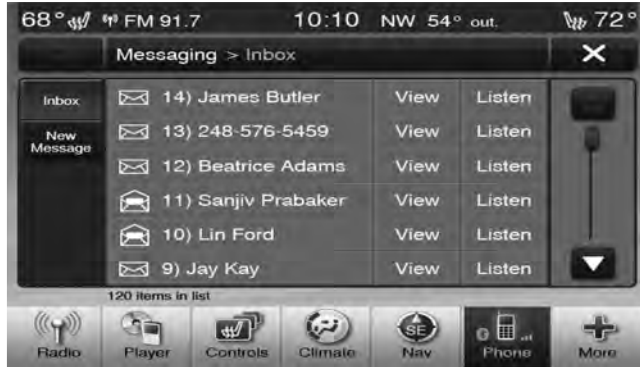 68° FM 91.7 10:10 NW 54° out. 72°
Messaging > Inbox
Inbox
New
Message
14) James Butler View Listen
13) 248-576-5459 View Listen
12) Beatrice Adams View Listen
11) Sanjiv Prabaker View Listen
10) Lin Ford View Listen
9) Jay Kay View Listen
120 items in list
SE
Radio Player Controls Climate Nav Phone More